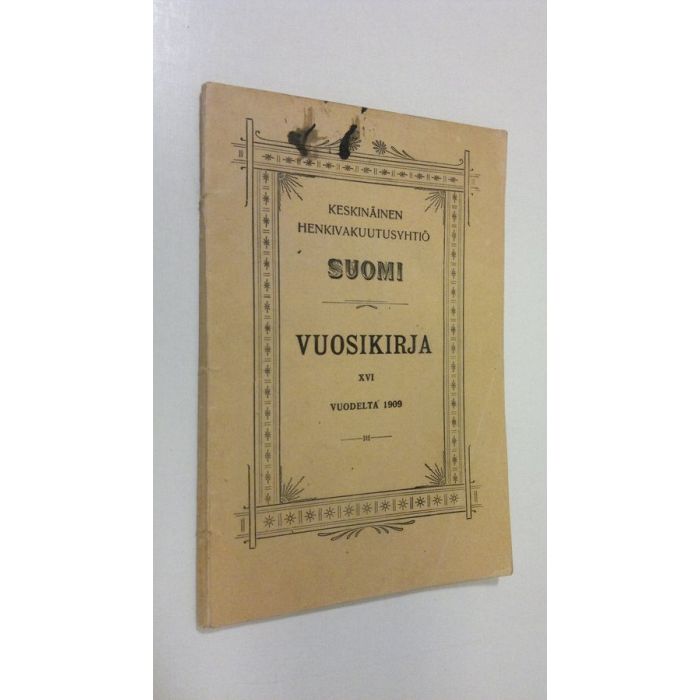 KESKINÄINEN
HENKIVAKUUTUSYHTIÖ
SUOMI
VUOSIKIRJA
XVI
VUODELTA 1909